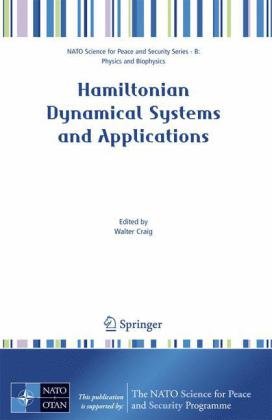 NATO Science for Peace and Security Series - B:
Physics and Biophysics
Hamiltonian
Dynamical Systems
and Applications
Edited by
Walter Craig
Springer
NATO
OTAN
This publication
is supported by:
The NATO Science for Peace
and Security Programme